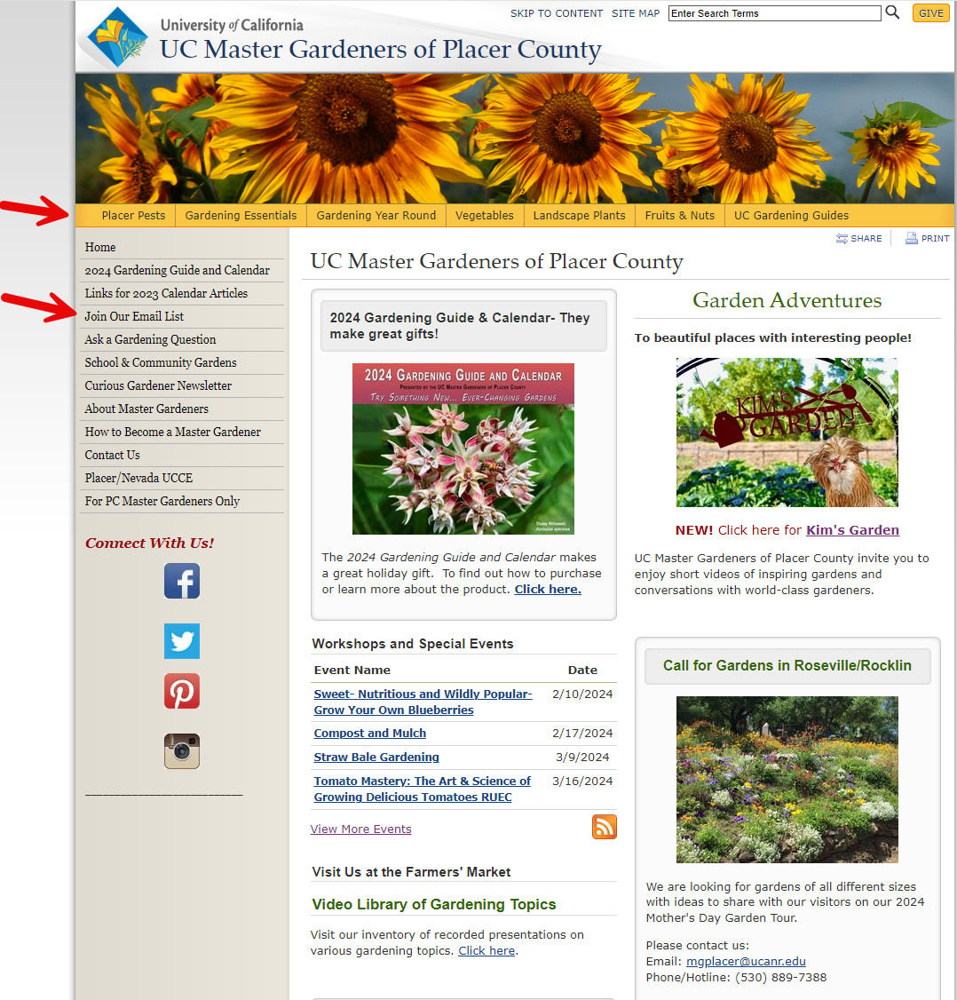 SKIP TO CONTENT SITE MAP Enter Search Terms GIVE
University of California
UC Master Gardeners of Placer County
Placer Pests Gardening Essentials Gardening Year Round Vegetables Landscape Plants Fruits & Nuts UC Gardening Guides
Home
2024 Gardening Guide and Calendar
Links for 2023 Calendar Articles
Join Our Email List
Ask a Gardening Question
School & Community Gardens
Curious Gardener Newsletter
About Master Gardeners
How to Become a Master Gardener
Contact Us
Placer/Nevada UCCE
For PC Master Gardeners Only
Connect With Us!
SHARE PRINT
UC Master Gardeners of Placer County
2024 Gardening Guide & Calendar- They
make great gifts!
2024 Gardening Guide and Calendar
Presented by the UC Master Gardeners of Placer County
Try Something New... Ever-Changing Gardens
Showy Milkweed,
Asclepias speciosa
The 2024 Gardening Guide and Calendar makes
a great holiday gift. To find out how to purchase
or learn more about the product. Click here.
Workshops and Special Events
Event Name Date
Sweet- Nutritious and Wildly Popular- 2/10/2024
Grow Your Own Blueberries
Compost and Mulch 2/17/2024
Straw Bale Gardening 3/9/2024
Tomato Mastery: The Art & Science of 3/16/2024
Growing Delicious Tomatoes RUEC
View More Events
Visit Us at the Farmers' Market
Video Library of Gardening Topics
Visit our inventory of recorded presentations on
various gardening topics. Click here.
Garden Adventures
To beautiful places with interesting people!
KIM'S
GARDEN
NEW! Click here for Kim's Garden
UC Master Gardeners of Placer County invite you to
enjoy short videos of inspiring gardens and
conversations with world-class gardeners.
Call for Gardens in Roseville/Rocklin
We are looking for gardens of all different sizes
with ideas to share with our visitors on our 2024
Mother's Day Garden Tour.
Please contact us:
Email: mgplacer@ucanr.edu
Phone/Hotline: (530) 889-7388